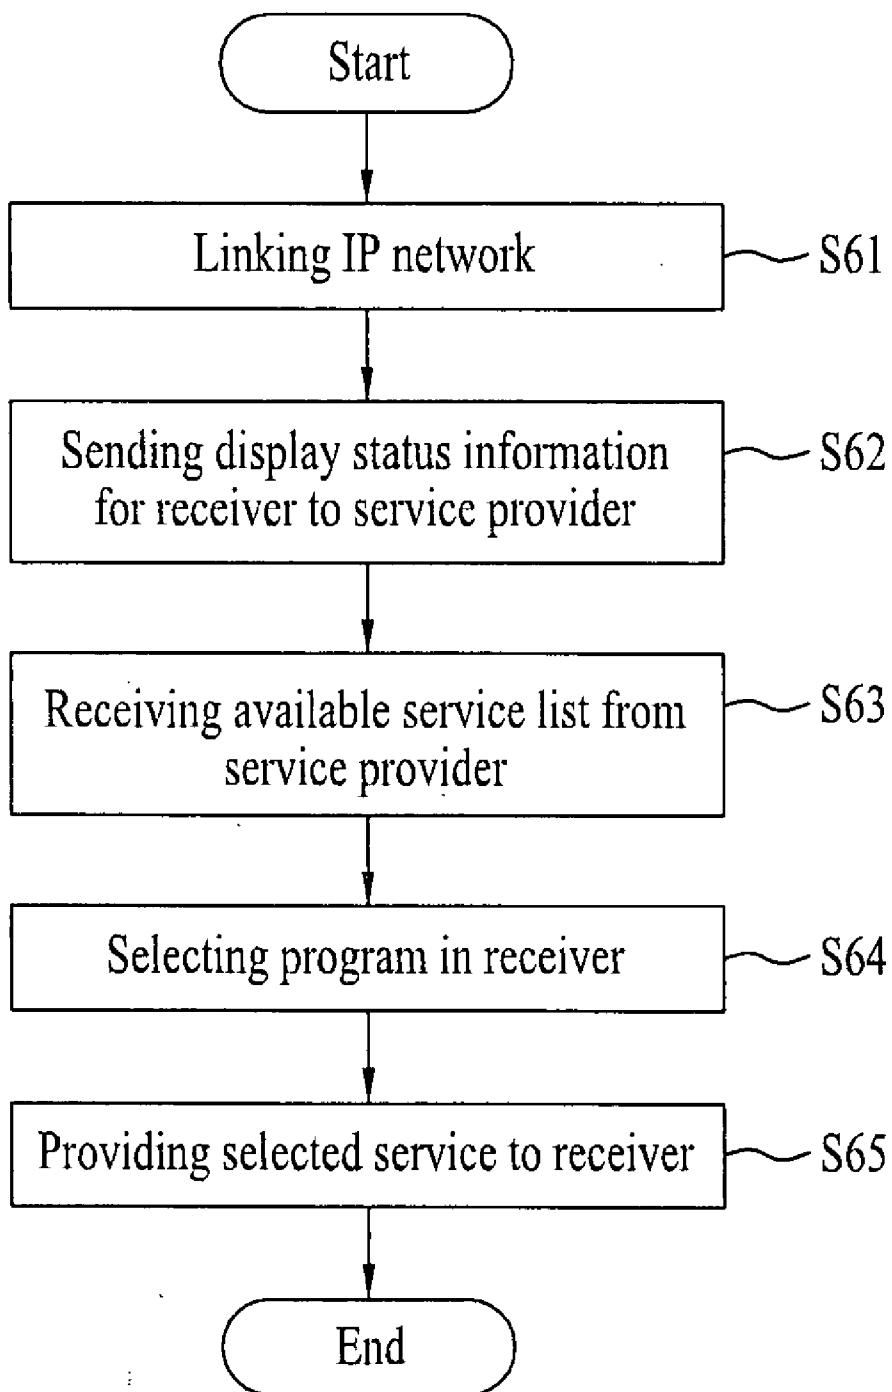 Start
Linking IP network
S61
Sending display status information
for receiver to service provider
S62
Receiving available service list from
service provider
S63
Selecting program in receiver
S64
Providing selected service to receiver
S65
End